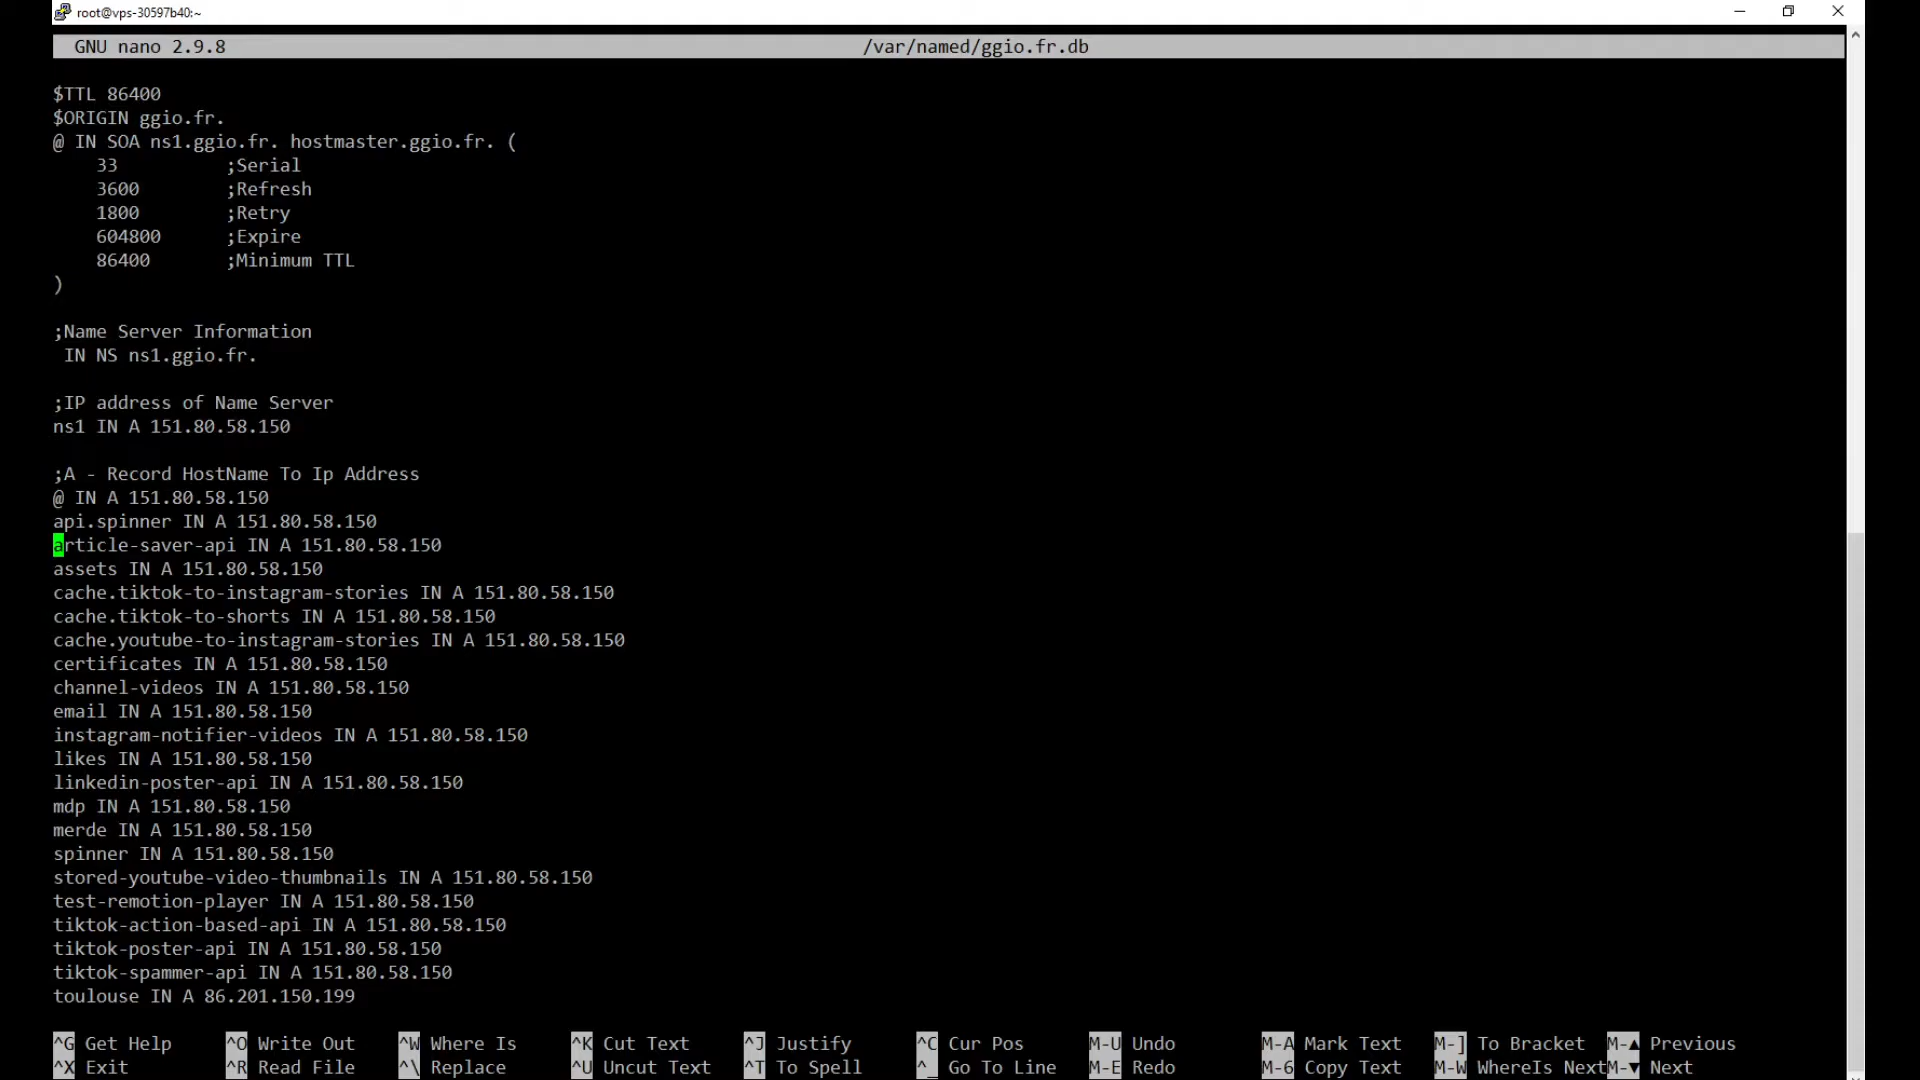 root@vps-30597b40:~
GNU nano 2.9.8 /var/named/ggio.fr.db
$TTL 86400
$ORIGIN ggio.fr.
@ IN SOA ns1.ggio.fr. hostmaster.ggio.fr. (
33 ;Serial
3600 ;Refresh
1800 ;Retry
604800 ;Expire
86400 ;Minimum TTL
)
;Name Server Information
IN NS ns1.ggio.fr.
;IP address of Name Server
ns1 IN A 151.80.58.150
;A - Record HostName To Ip Address
@ IN A 151.80.58.150
api.spinner IN A 151.80.58.150
article-saver-api IN A 151.80.58.150
assets IN A 151.80.58.150
cache.tiktok-to-instagram-stories IN A 151.80.58.150
cache.tiktok-to-shorts IN A 151.80.58.150
cache.youtube-to-instagram-stories IN A 151.80.58.150
certificates IN A 151.80.58.150
channel-videos IN A 151.80.58.150
email IN A 151.80.58.150
instagram-notifier-videos IN A 151.80.58.150
likes IN A 151.80.58.150
linkedin-poster-api IN A 151.80.58.150
mdp IN A 151.80.58.150
merde IN A 151.80.58.150
spinner IN A 151.80.58.150
stored-youtube-video-thumbnails IN A 151.80.58.150
test-remotion-player IN A 151.80.58.150
tiktok-action-based-api IN A 151.80.58.150
tiktok-poster-api IN A 151.80.58.150
tiktok-spammer-api IN A 151.80.58.150
toulouse IN A 86.201.150.199
^G Get Help ^O Write Out ^W Where Is ^K Cut Text ^J Justify ^C Cur Pos M-U Undo M-A Mark Text M-] To Bracket M-▲ Previous
^X Exit ^R Read File ^\ Replace ^U Uncut Text ^T To Spell ^_ Go To Line M-E Redo M-6 Copy Text M-W WhereIs Next M-▼ Next